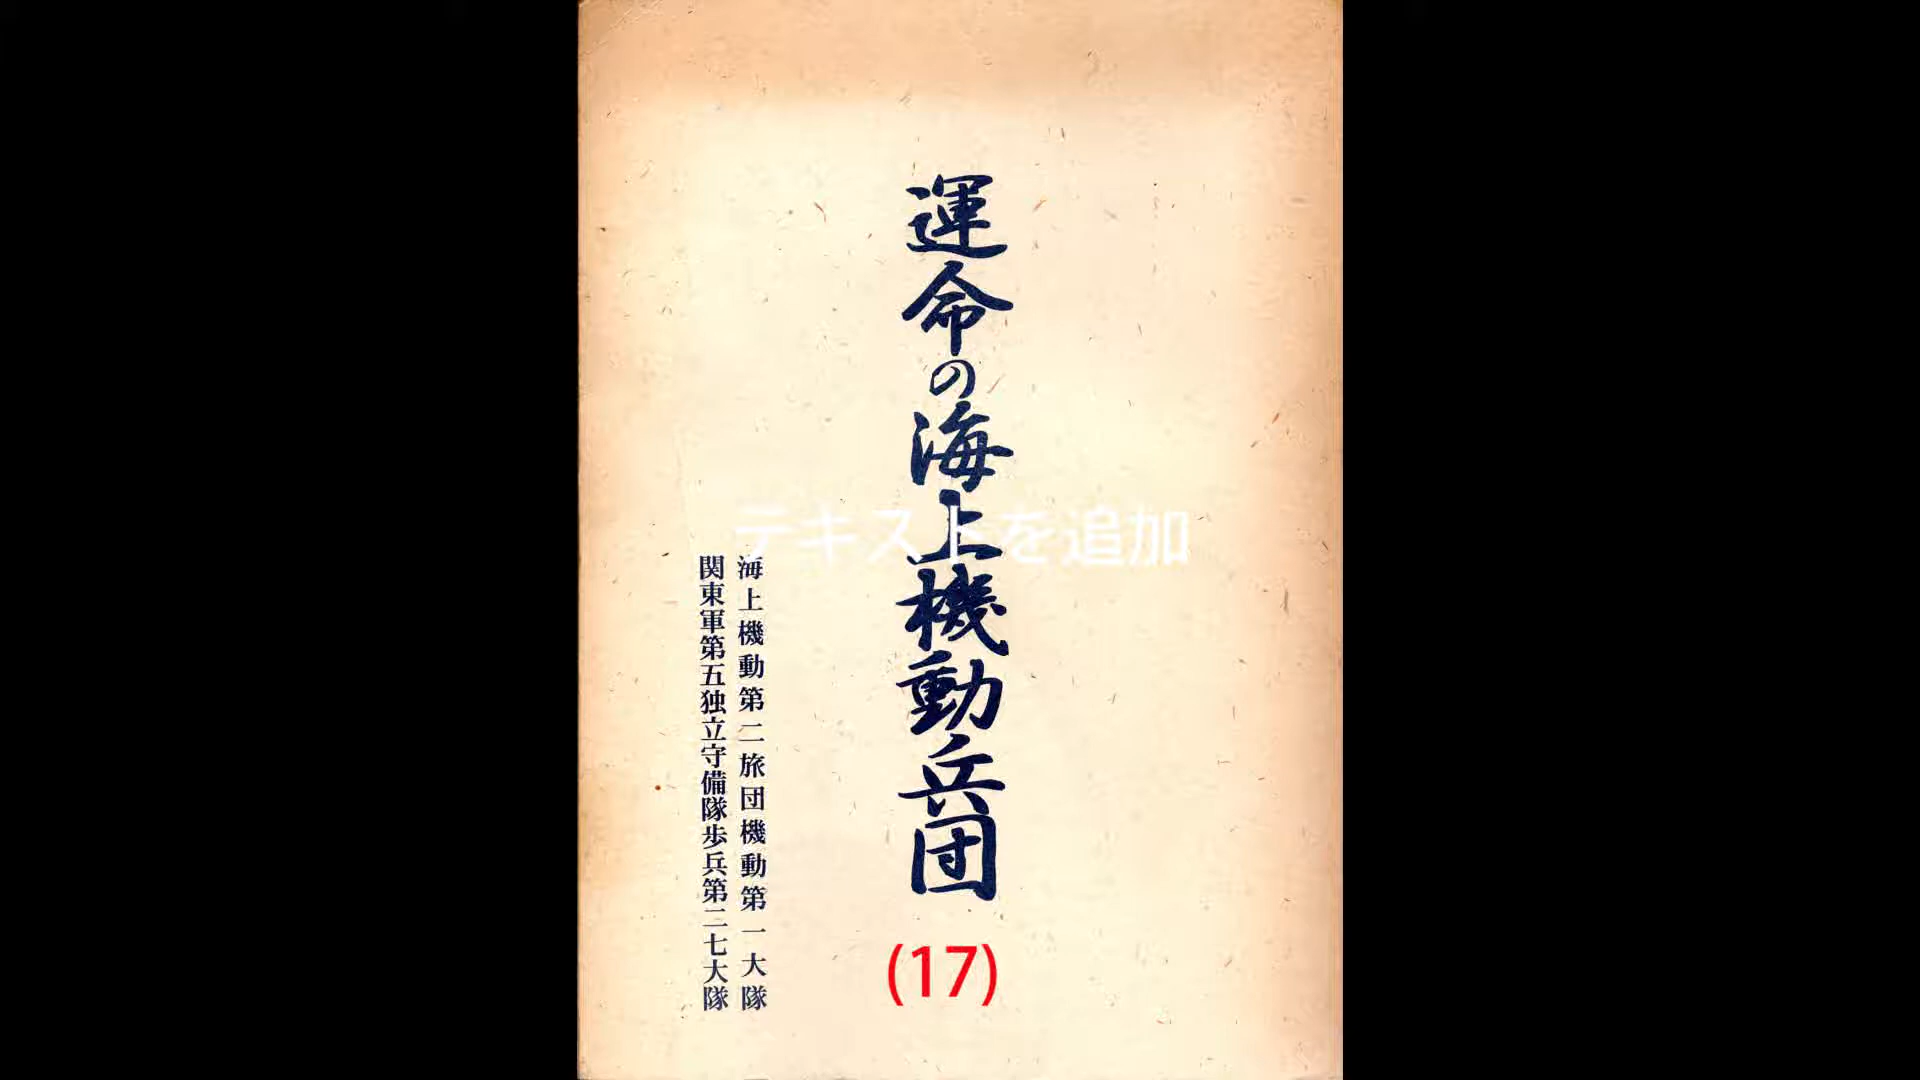 運命の海上機動兵団
(17)
テキストを追加
海上機動第二旅団機動第一大隊
関東軍第五独立守備隊歩兵第二七大隊